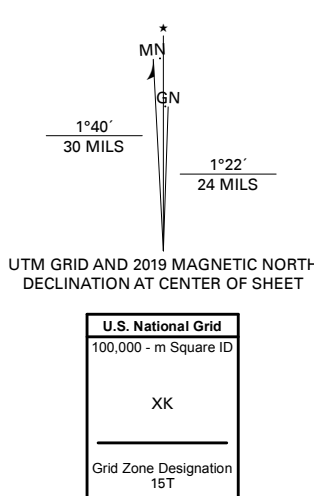 ★
MN
GN
1°40´
30 MILS
1°22´
24 MILS
UTM GRID AND 2019 MAGNETIC NORTH
DECLINATION AT CENTER OF SHEET
U.S. National Grid
100,000 - m Square ID
XK
Grid Zone Designation
15T